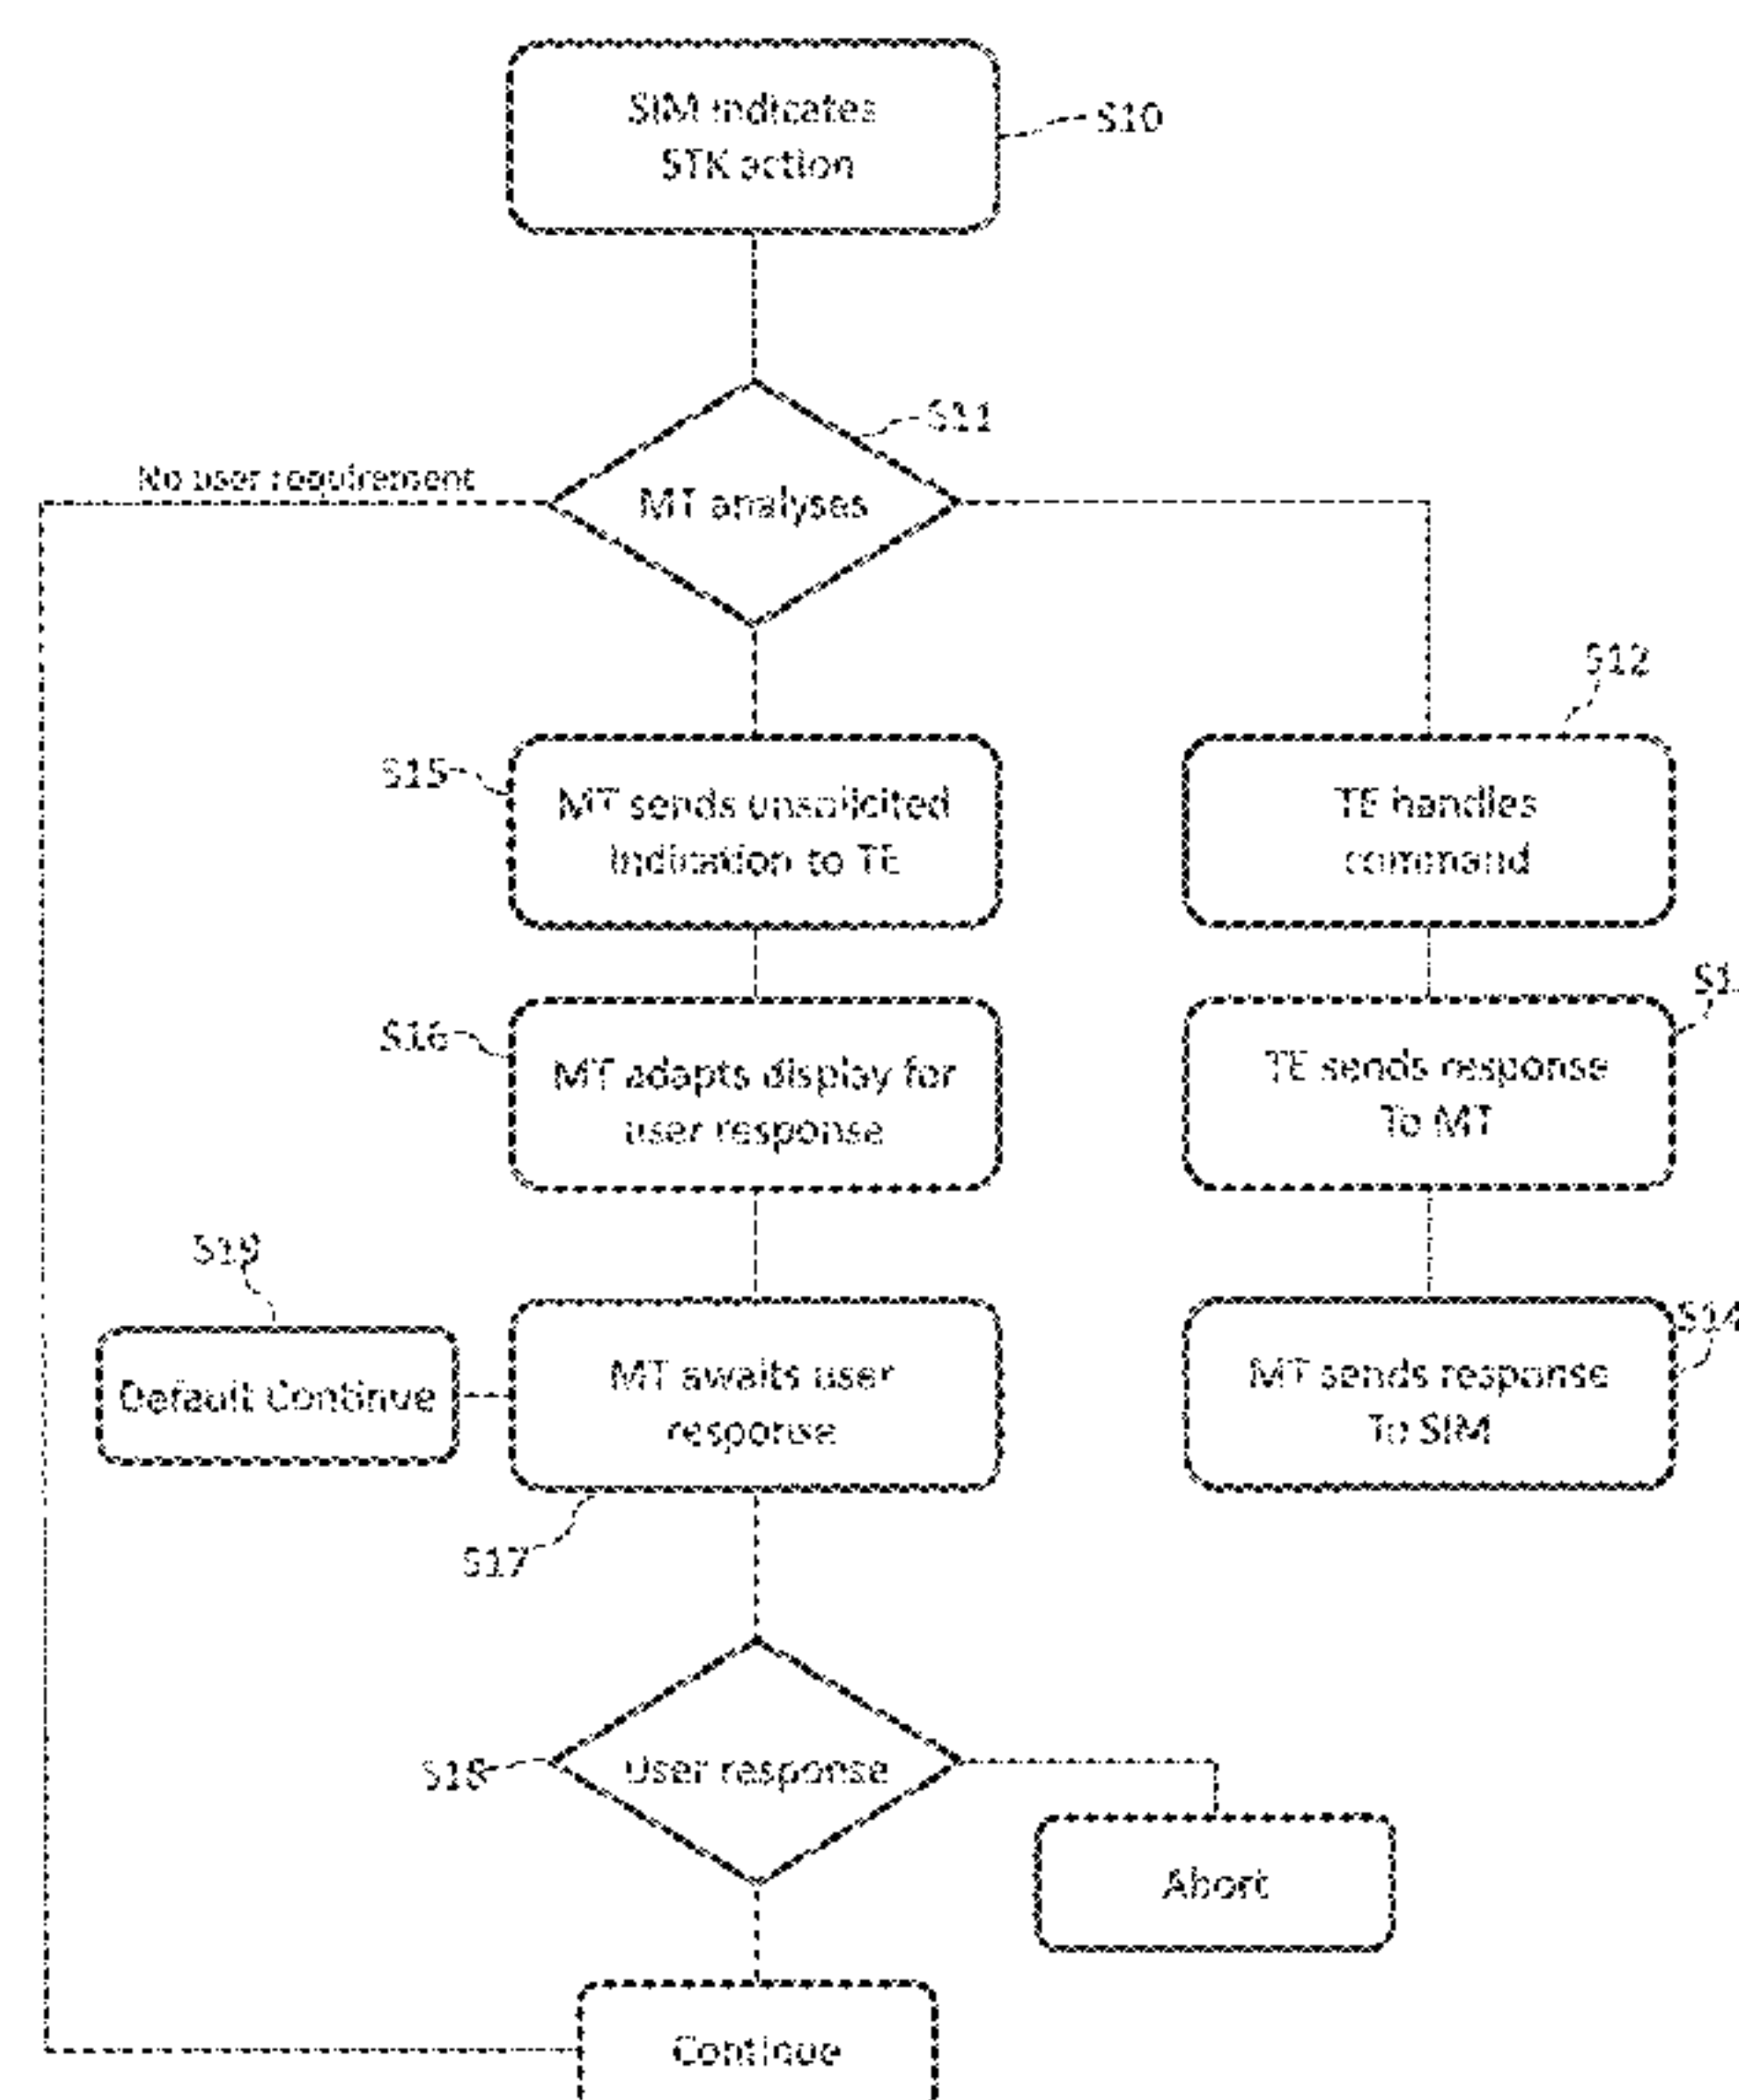 SIM indicates
STK action
S10
S11
No user requirement
MT analyses
S12
S15
MT sends unsolicited
indication to TE
TE handles
command
S16
MT adapts display for
user response
TE sends response
To MT
S19
Default Continue
MT awaits user
response
S14
MT sends response
To SIM
S17
S18
User response
Abort
Continue